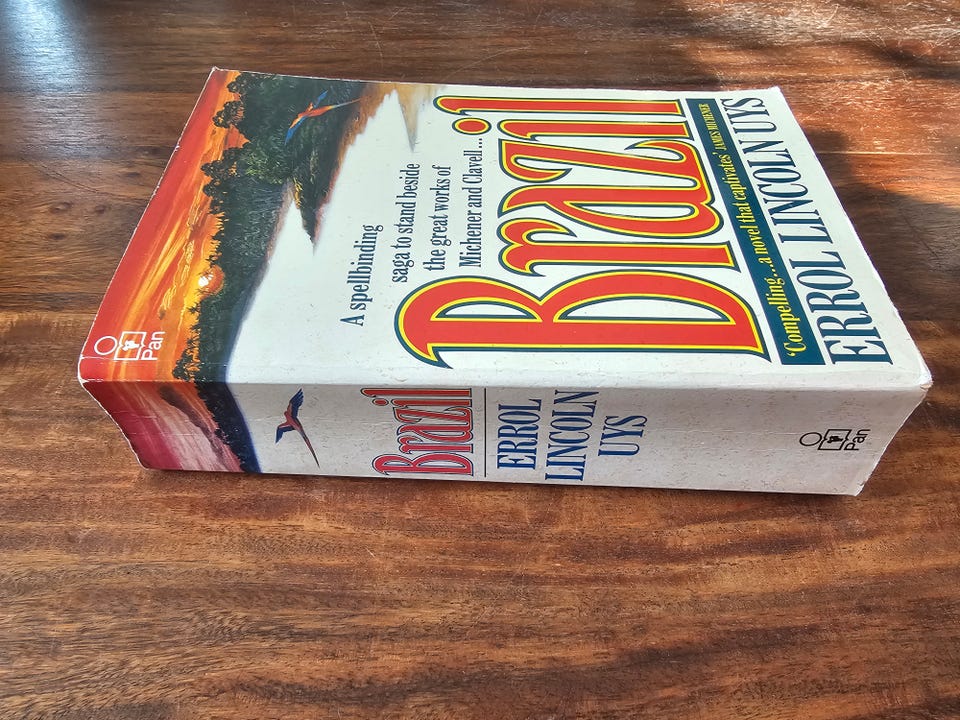 Pan
A spellbinding
saga to stand beside
the great works of
Michener and Clavell...
Brazil
'Compelling...a novel that captivates' JAMES MICHENER
ERROL LINCOLN UYS
Brazil
ERROL
LINCOLN
UYS
Pan